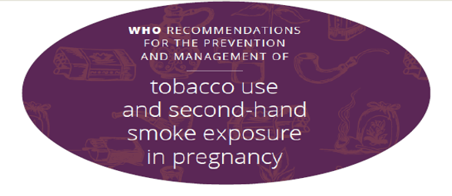 WHO RECOMMENDATIONS
FOR THE PREVENTION
AND MANAGEMENT OF
tobacco use
and second-hand
smoke exposure
in pregnancy